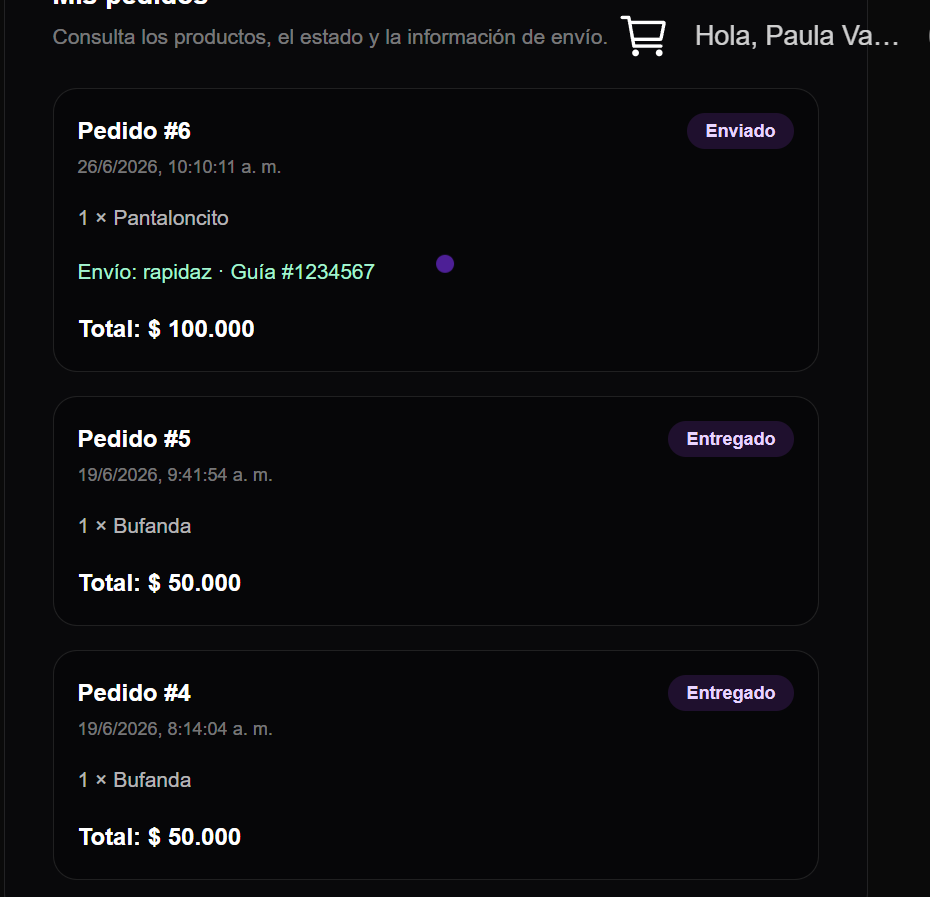 Mis pedidos
Consulta los productos, el estado y la información de envío.
Hola, Paula Va...
Pedido #6
Enviado
26/6/2026, 10:10:11 a. m.
1 × Pantaloncito
Envío: rapidaz · Guía #1234567
Total: $ 100.000
Pedido #5
Entregado
19/6/2026, 9:41:54 a. m.
1 × Bufanda
Total: $ 50.000
Pedido #4
Entregado
19/6/2026, 8:14:04 a. m.
1 × Bufanda
Total: $ 50.000